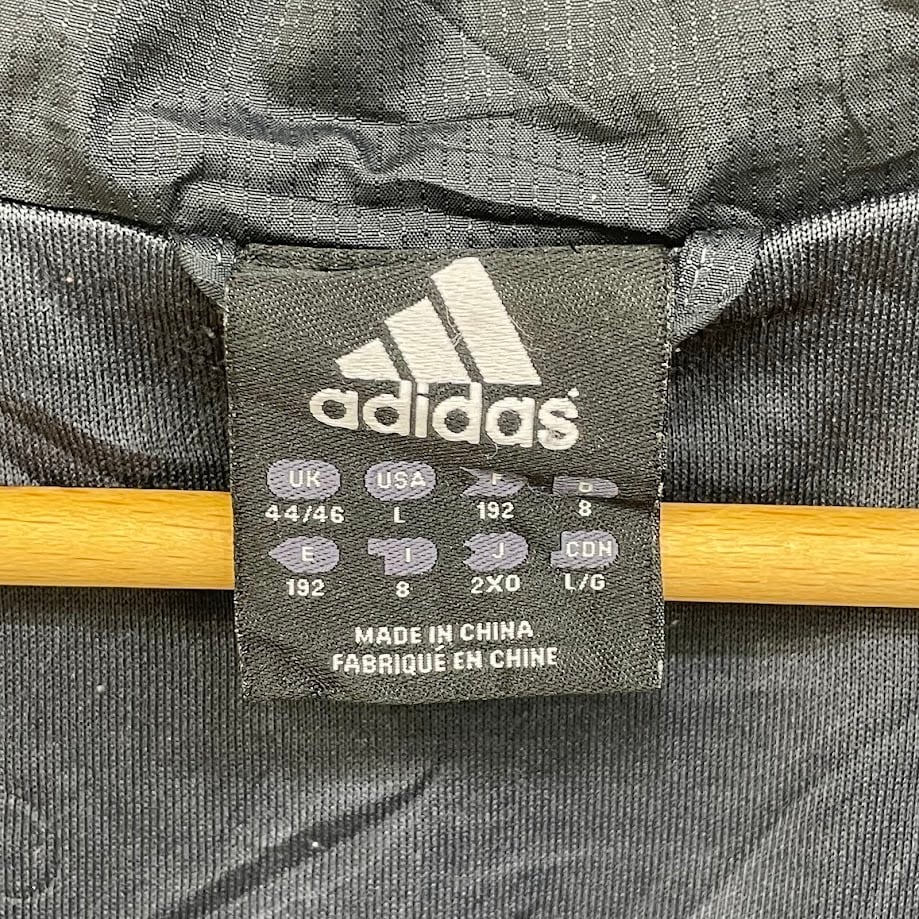 adidas
UK USA F D
44/46 L 192 8
E I J CDN
192 8 2XO L/G
MADE IN CHINA
FABRIQUÉ EN CHINE